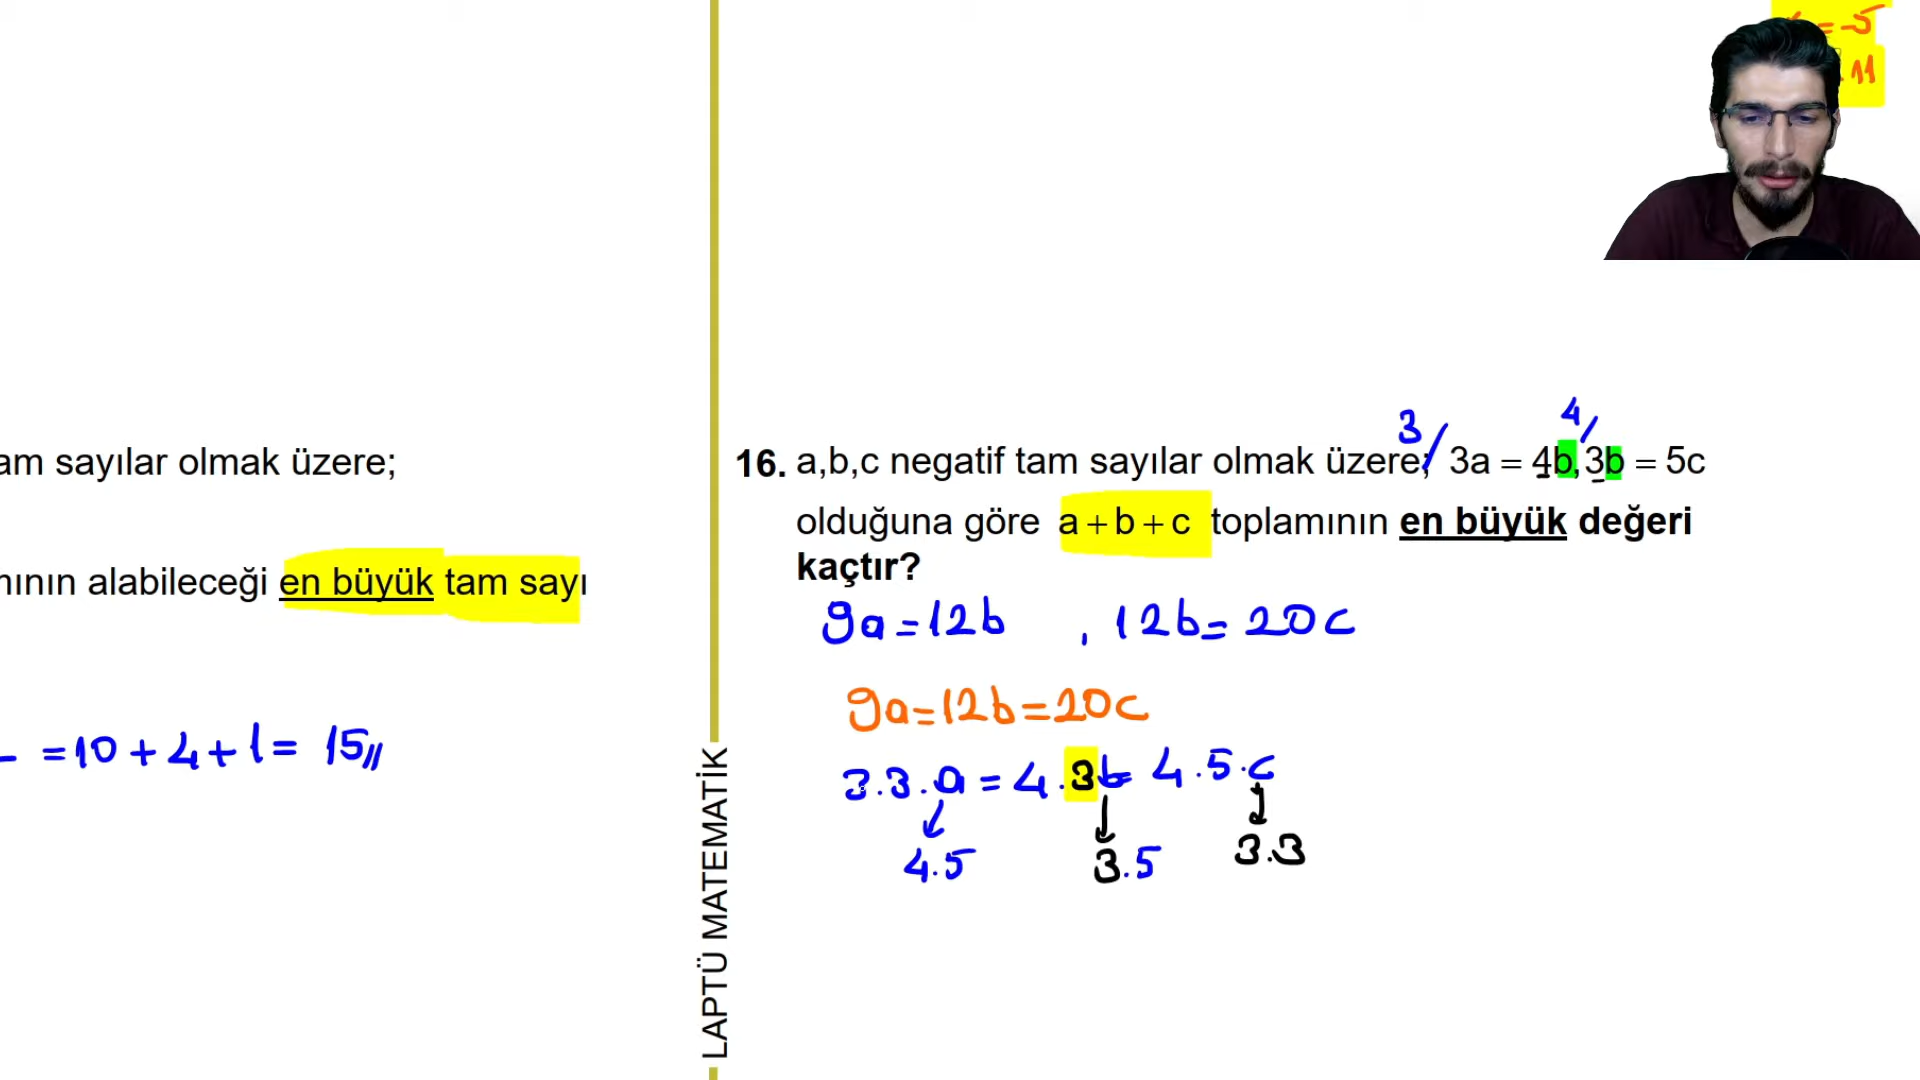 = -5
11
am sayılar olmak üzere;
alabileceği en büyük tam sayı
= 10 + 4 + 1 = 15 //
LAPTÜ MATEMATİK
3/ 4/
16. a,b,c negatif tam sayılar olmak üzere; 3a = 4b, 3b = 5c
olduğuna göre a + b + c toplamının en büyük değeri
kaçtır?
9a = 12b , 12b = 20c
9a = 12b = 20c
3.3.a = 4.3b = 4.5.c
4.5 3.5 3.3